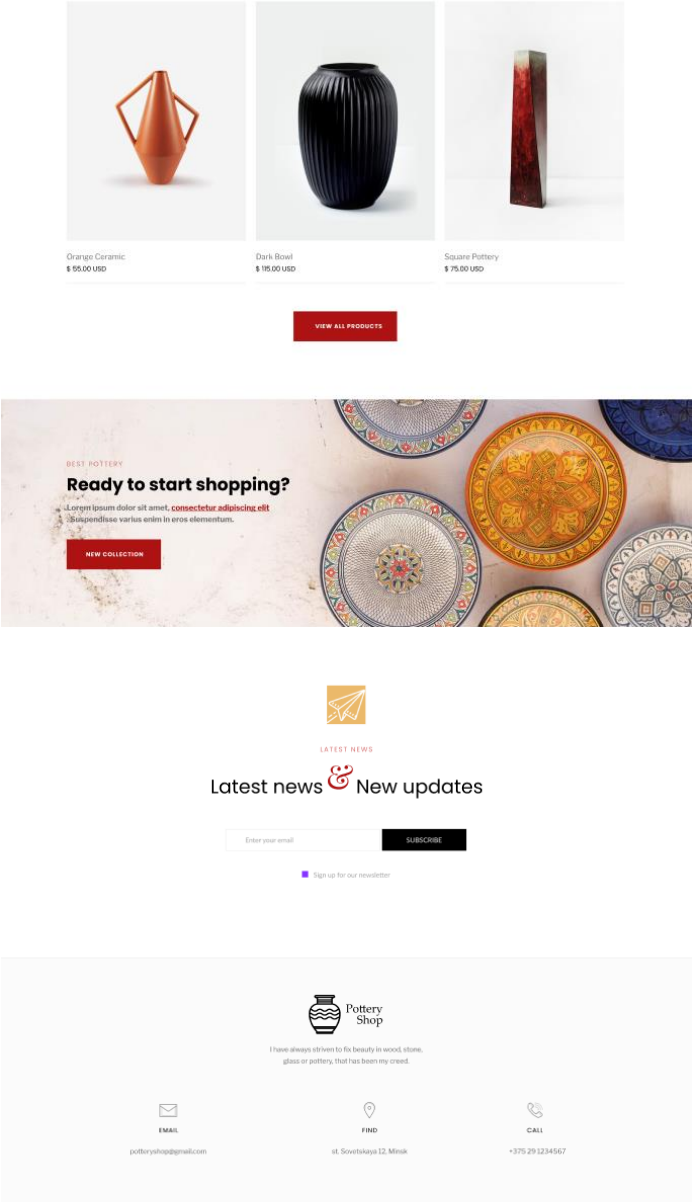 Orange Ceramic
$ 55.00 USD
Dark Bowl
$ 115.00 USD
Square Pottery
$ 75.00 USD
VIEW ALL PRODUCTS
BEST POTTERY
Ready to start shopping?
Lorem ipsum dolor sit amet, consectetur adipiscing elit
Suspendisse varius enim in eros elementum.
NEW COLLECTION
LATEST NEWS
Latest news & New updates
Enter your email
SUBSCRIBE
Sign up for our newsletter
Pottery
Shop
I have always striven to fix beauty in wood, stone,
glass or pottery, that has been my creed.
EMAIL
potteryshop@gmail.com
FIND
st. Sovetskaya 12, Minsk
CALL
+375 29 1234567